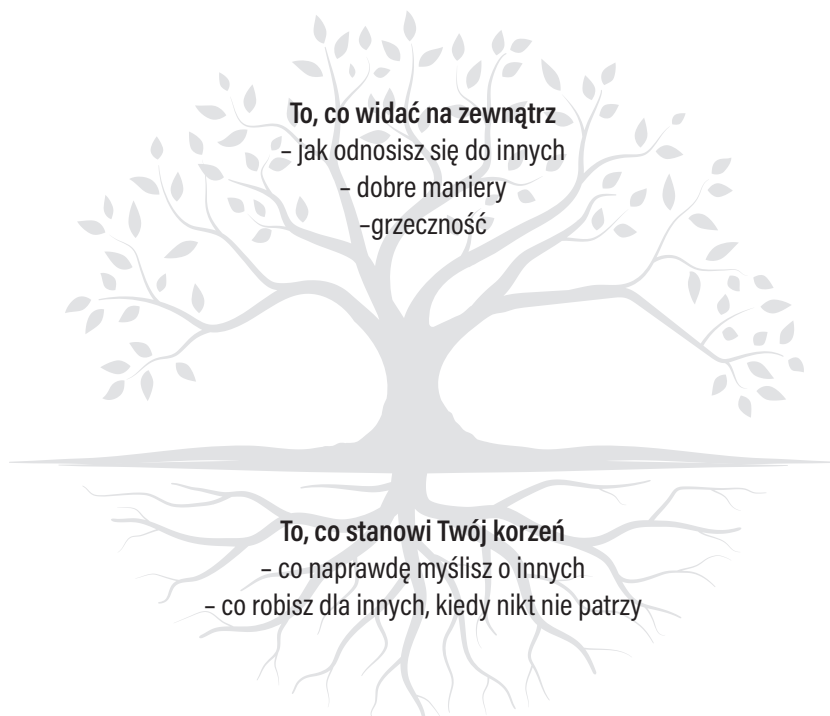 To, co widać na zewnątrz
– jak odnosisz się do innych
– dobre maniery
–grzeczność
To, co stanowi Twój korzeń
– co naprawdę myślisz o innych
– co robisz dla innych, kiedy nikt nie patrzy